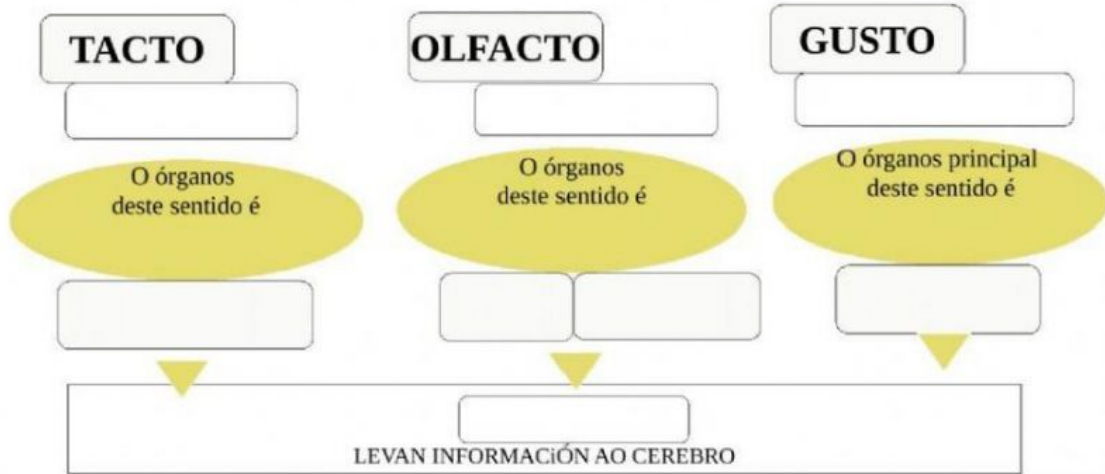 TACTO
OLFACTO
GUSTO
O órganos
deste sentido é
O órganos
deste sentido é
O órganos principal
deste sentido é
LEVAN INFORMACiÓN AO CEREBRO